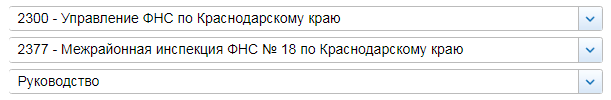 2300 - Управление ФНС по Краснодарскому краю
2377 - Межрайонная инспекция ФНС № 18 по Краснодарскому краю
Руководство